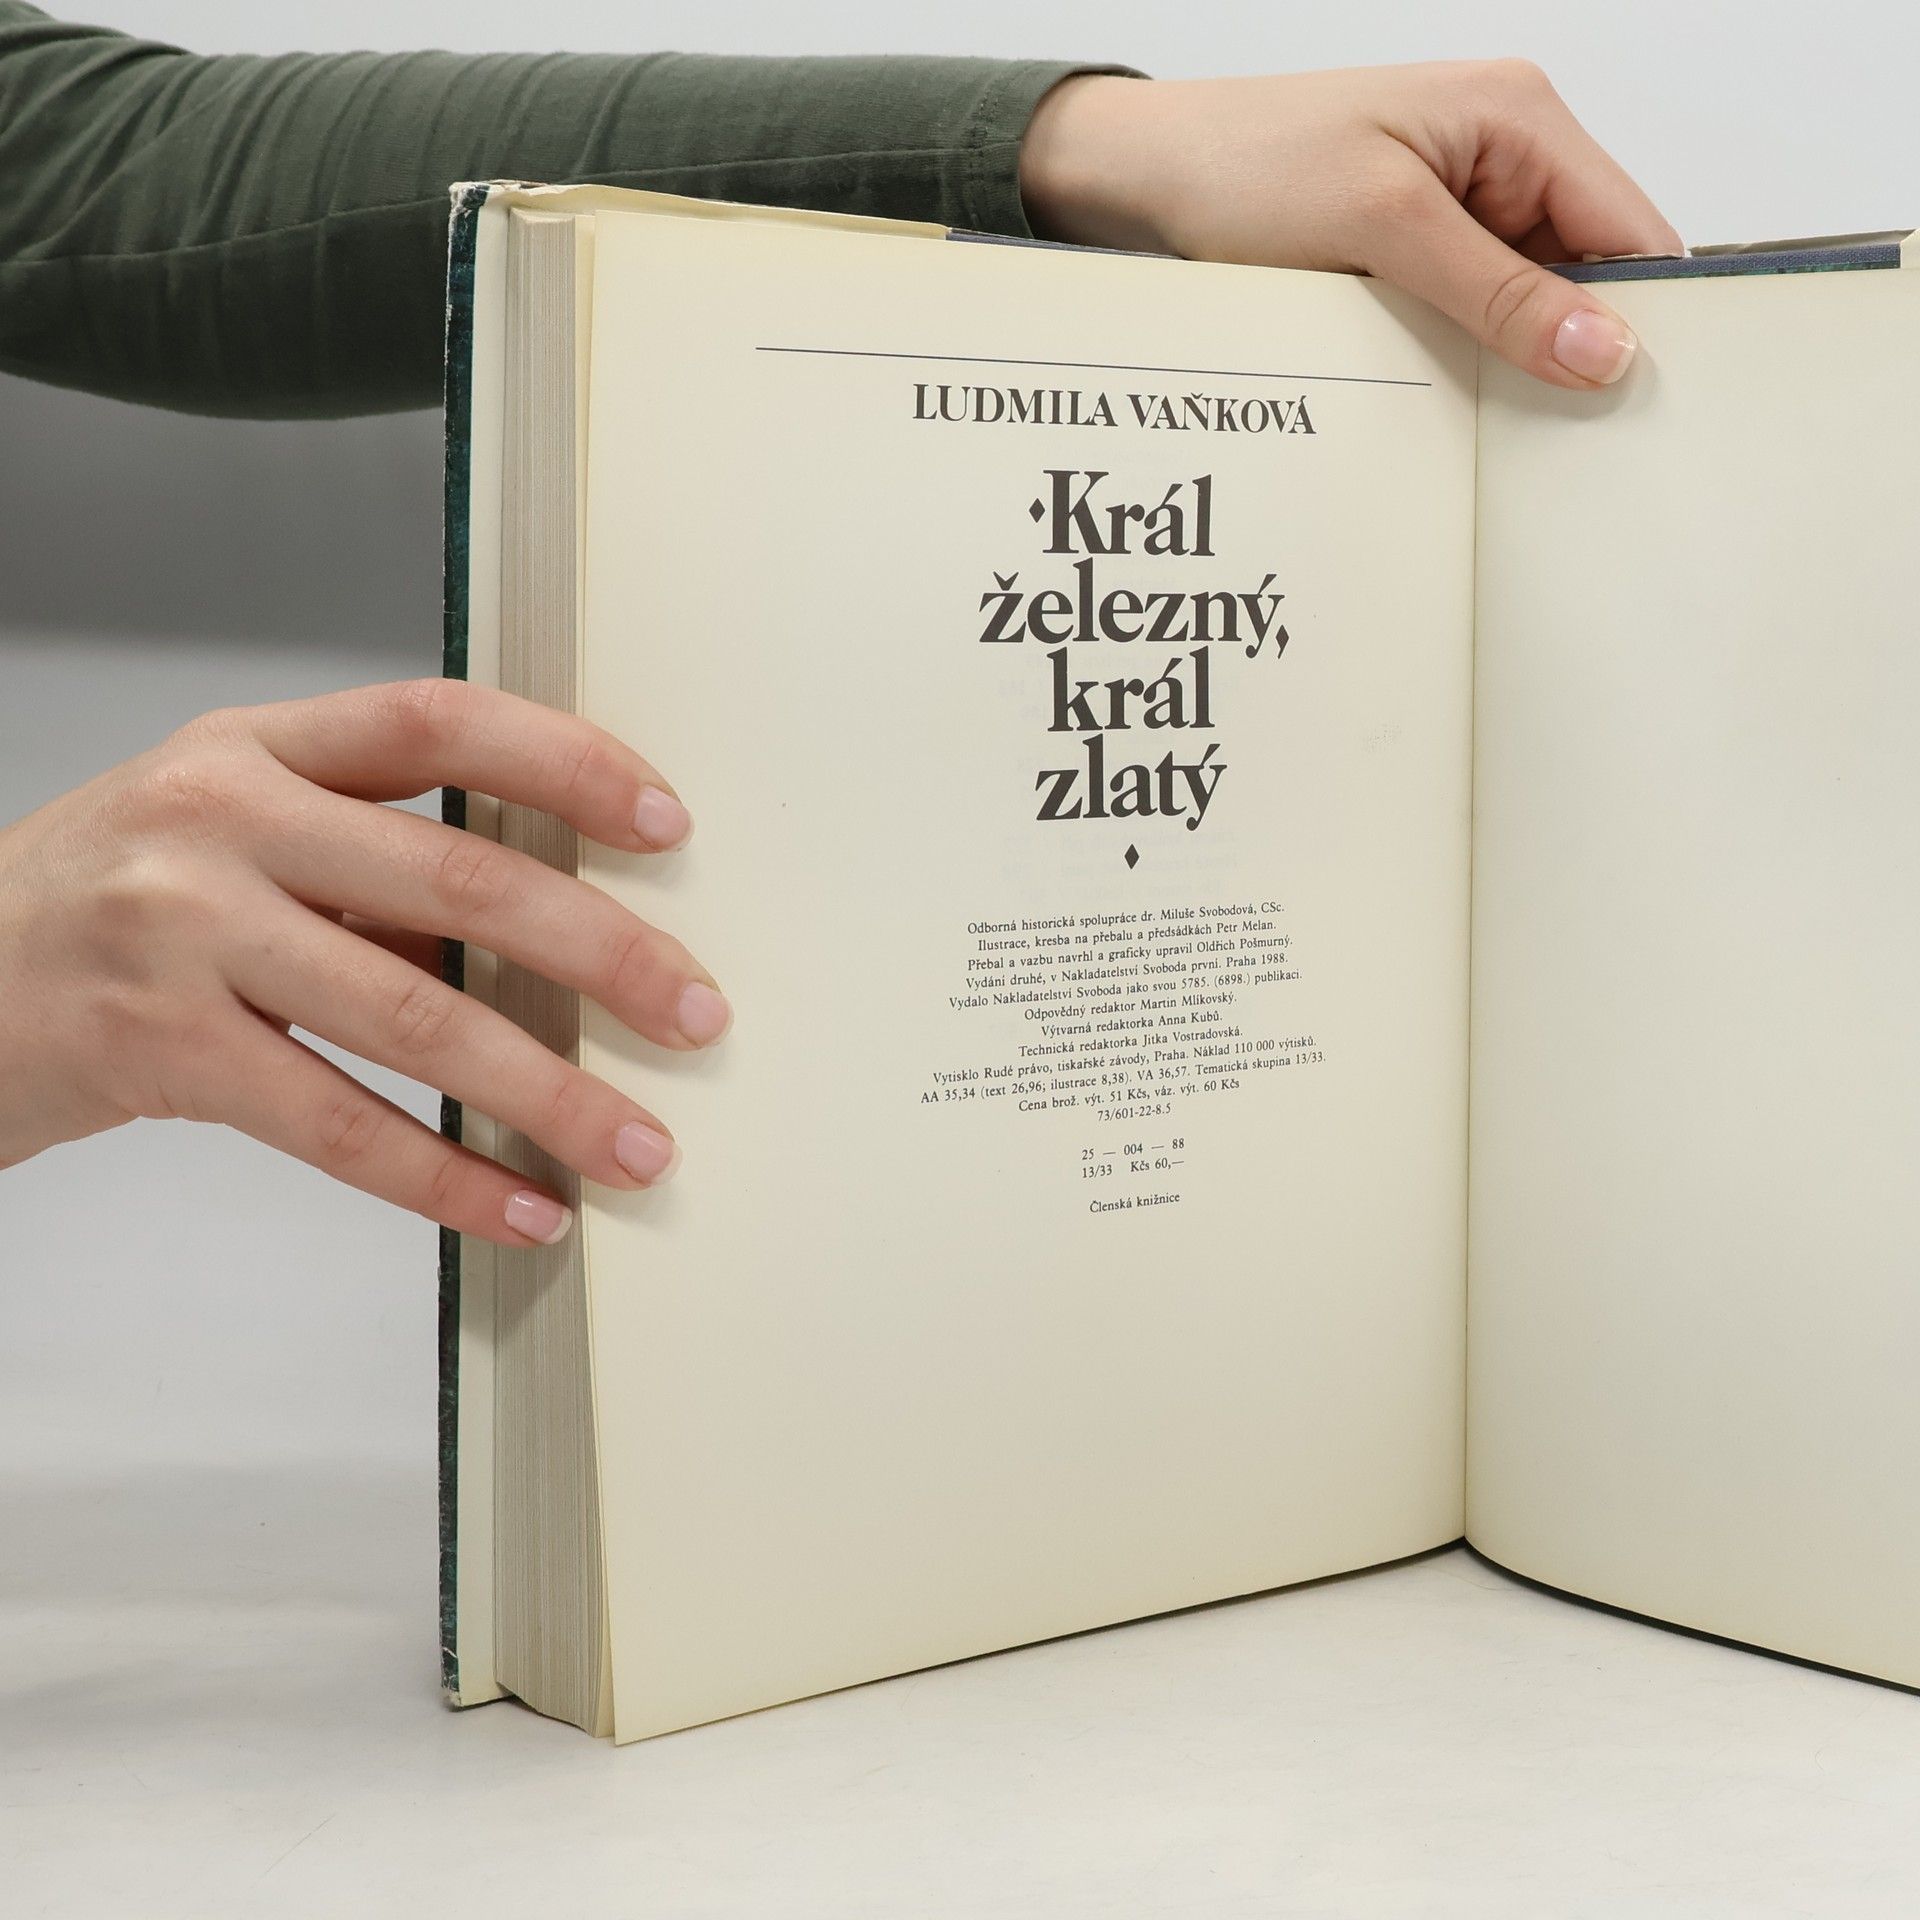 LUDMILA VAŇKOVÁ
Král
železný,
král
zlatý
Odborná historická spolupráce dr. Miluše Svobodová, CSc.
Ilustrace, kresba na přebalu a předsádkách Petr Melan.
Přebal a vazbu navrhl a graficky upravil Oldřich Pošmurný.
Vydání druhé, v Nakladatelství Svoboda první. Praha 1988.
Vydalo Nakladatelství Svoboda jako svou 5785. (6898.) publikaci.
Odpovědný redaktor Martin Mlíkovský.
Výtvarná redaktorka Anna Kubů.
Technická redaktorka Jitka Vostradovská.
Vytisklo Rudé právo, tiskařské závody, Praha. Náklad 110 000 výtisků.
AA 35,34 (text 26,96; ilustrace 8,38). VA 36,57. Tematická skupina 13/33.
Cena brož. výt. 51 Kčs, váz. výt. 60 Kčs
73/601-22-8.5
25 — 004 — 88
13/33 Kčs 60,—
Členská knižnice